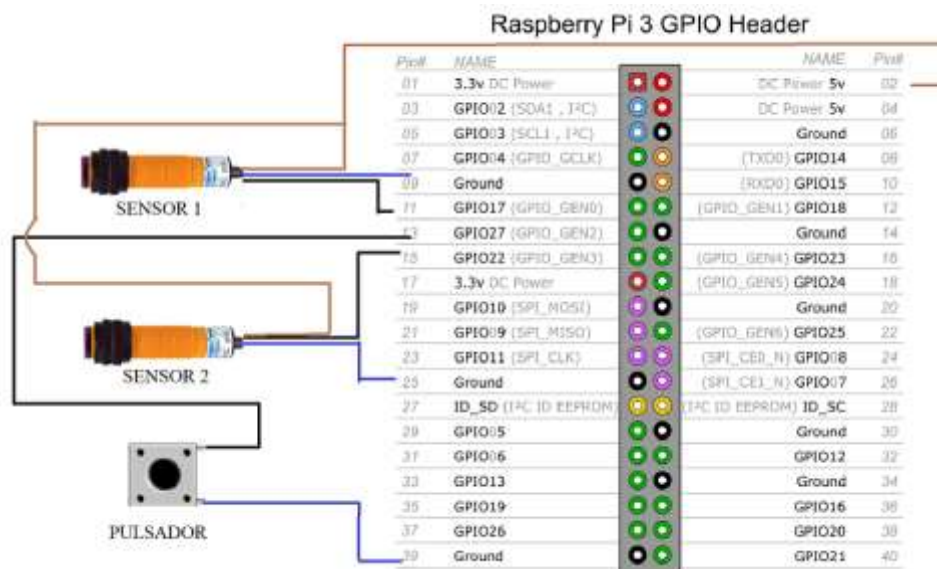 Raspberry Pi 3 GPIO Header
Pin# NAME NAME Pin#
01 3.3v DC Power DC Power 5v 02
03 GPIO02 (SDA1 , I²C) DC Power 5v 04
05 GPIO03 (SCL1 , I²C) Ground 06
07 GPIO04 (GPIO_GCLK) (TXD0) GPIO14 08
09 Ground (RXD0) GPIO15 10
SENSOR 1
11 GPIO17 (GPIO_GEN0) (GPIO_GEN1) GPIO18 12
13 GPIO27 (GPIO_GEN2) Ground 14
15 GPIO22 (GPIO_GEN3) (GPIO_GEN4) GPIO23 16
17 3.3v DC Power (GPIO_GEN5) GPIO24 18
19 GPIO10 (SPI_MOSI) Ground 20
21 GPIO09 (SPI_MISO) (GPIO_GEN6) GPIO25 22
23 GPIO11 (SPI_CLK) (SPI_CE0_N) GPIO08 24
SENSOR 2
25 Ground (SPI_CE1_N) GPIO07 26
27 ID_SD (I²C ID EEPROM) (I²C ID EEPROM) ID_SC 28
29 GPIO05 Ground 30
31 GPIO06 GPIO12 32
33 GPIO13 Ground 34
35 GPIO19 GPIO16 36
PULSADOR
37 GPIO26 GPIO20 38
39 Ground GPIO21 40